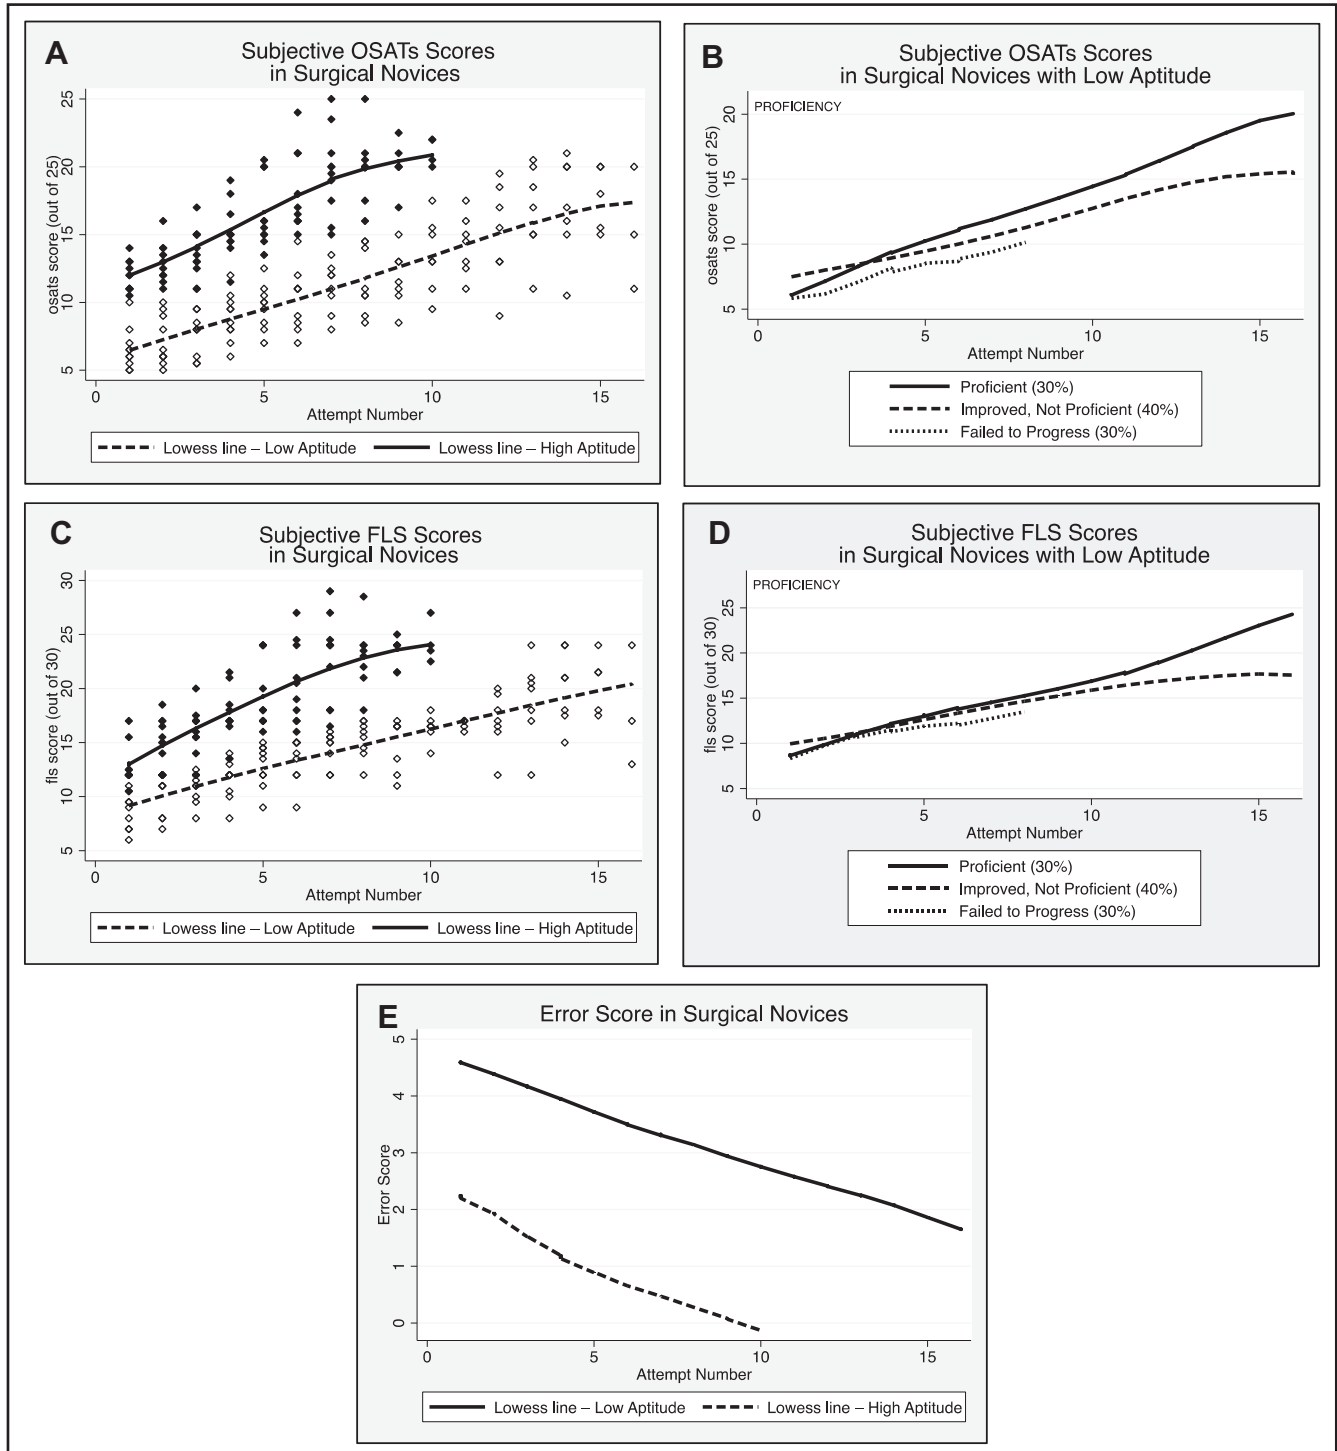 A
Subjective OSATs Scores
in Surgical Novices
osats score (out of 25)
25
20
15
10
5
0 5 10 15
Attempt Number
Lowess line – Low Aptitude Lowess line – High Aptitude
B
Subjective OSATs Scores
in Surgical Novices with Low Aptitude
PROFICIENCY
osats score (out of 25)
20
15
10
5
0 5 10 15
Attempt Number
Proficient (30%)
Improved, Not Proficient (40%)
Failed to Progress (30%)
C
Subjective FLS Scores
in Surgical Novices
fls score (out of 30)
30
25
20
15
10
5
0 5 10 15
Attempt Number
Lowess line – Low Aptitude Lowess line – High Aptitude
D
Subjective FLS Scores
in Surgical Novices with Low Aptitude
PROFICIENCY
fls score (out of 30)
25
20
15
10
5
0 5 10 15
Attempt Number
Proficient (30%)
Improved, Not Proficient (40%)
Failed to Progress (30%)
E
Error Score in Surgical Novices
Error Score
5
4
3
2
1
0
0 5 10 15
Attempt Number
Lowess line – Low Aptitude Lowess line – High Aptitude